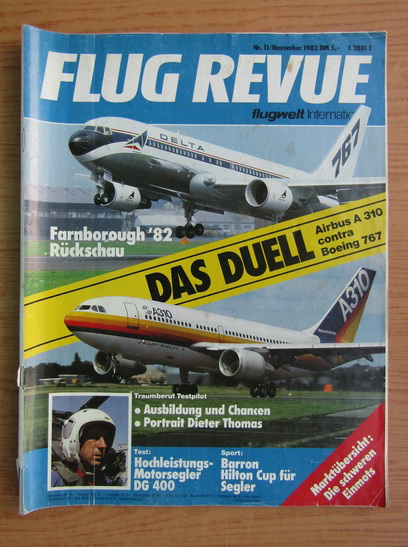 Nr. 11/November 1982 DM 5,- E 2861 E
FLUG REVUE
flugwelt International
DELTA
767
Farnborough '82
Rückschau
DAS DUELL
Airbus A 310
contra
Boeing 767
A310
A310
Traumberuf Testpilot
• Ausbildung und Chancen
• Portrait Dieter Thomas
Test:
Hochleistungs-
Motorsegler
DG 400
Sport:
Barron
Hilton Cup für
Segler
Marktübersicht:
Die schweren
Einmots